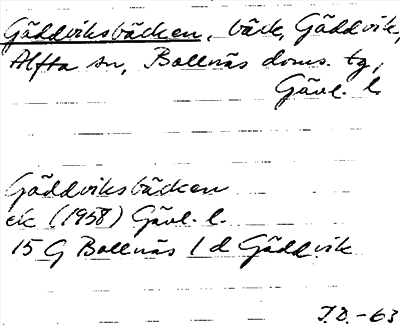 Gäddviksbäcken, bäck, Gäddvik,
Alfta sn, Bollnäs doms. tg,
Gävl. l.
Gäddviksbäcken
ek (1958) Gävl. l.
15 G Bollnäs 1 d Gäddvik
J.D. -63